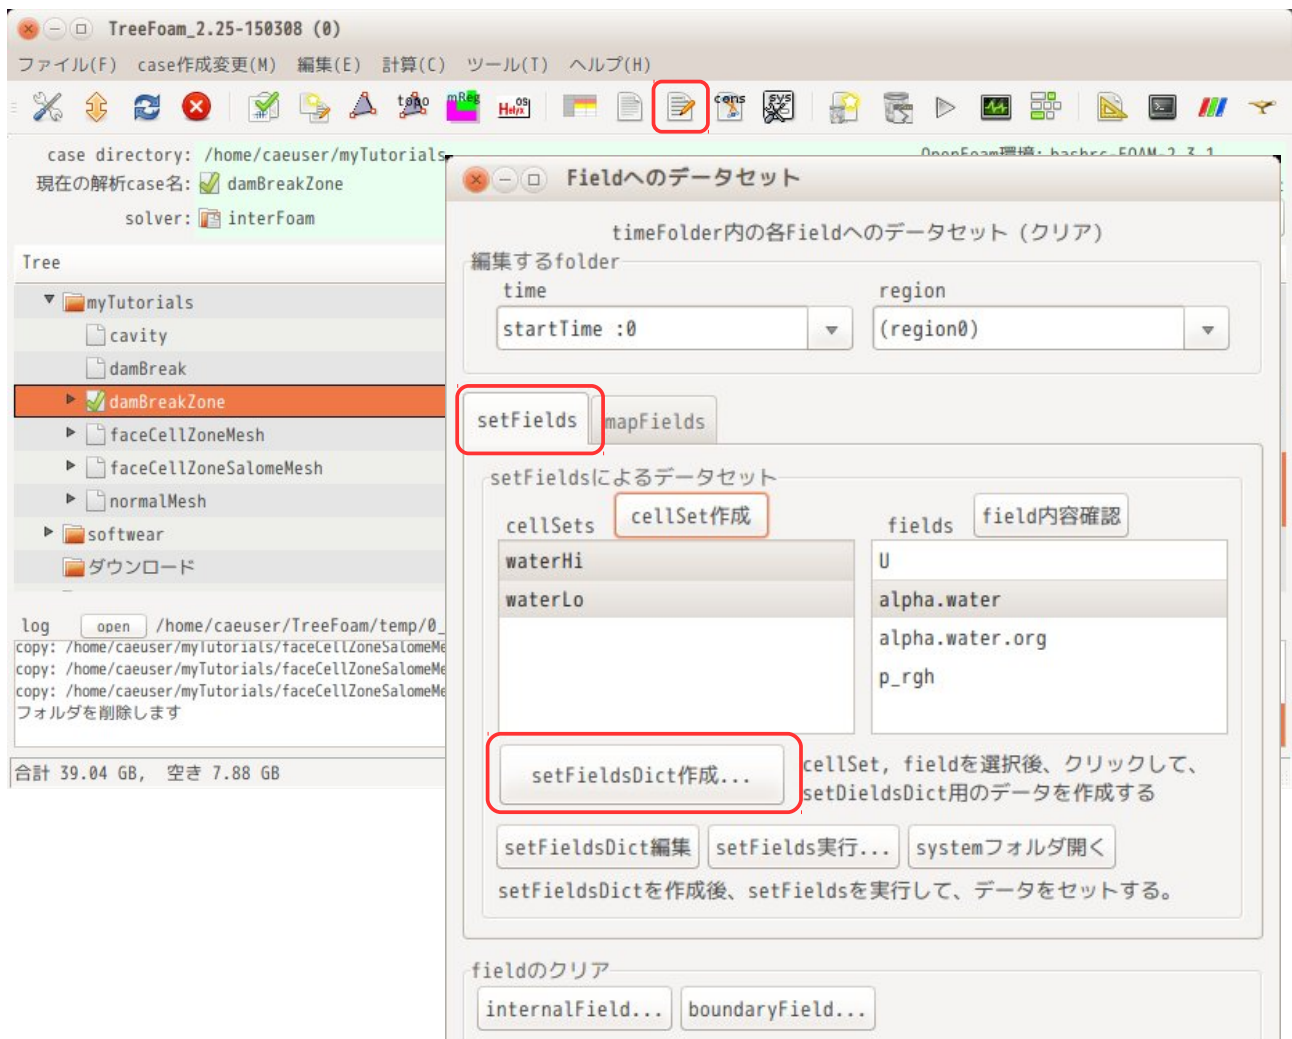 TreeFoam_2.25-150308 (0)
ファイル(F) case作成変更(M) 編集(E) 計算(C) ツール(T) ヘルプ(H)
topo mReg Helyx OS cons sys
case directory: /home/caeuser/myTutorials
現在の解析case名: damBreakZone
solver: interFoam
Tree
myTutorials
cavity
damBreak
damBreakZone
faceCellZoneMesh
faceCellZoneSalomeMesh
normalMesh
softwear
ダウンロード
log open /home/caeuser/TreeFoam/temp/0_
copy: /home/caeuser/myTutorials/faceCellZoneSalomeMe
copy: /home/caeuser/myTutorials/faceCellZoneSalomeMe
copy: /home/caeuser/myTutorials/faceCellZoneSalomeMe
フォルダを削除します
合計 39.04 GB, 空き 7.88 GB
Fieldへのデータセット
timeFolder内の各Fieldへのデータセット (クリア)
編集するfolder
time region
startTime :0 (region0)
setFields mapFields
setFieldsによるデータセット
cellSets cellSet作成 fields field内容確認
waterHi U
waterLo alpha.water
alpha.water.org
p_rgh
setFieldsDict作成...
cellSet, fieldを選択後、クリックして、
setDieldsDict用のデータを作成する
setFieldsDict編集 setFields実行... systemフォルダ開く
setFieldsDictを作成後、setFieldsを実行して、データをセットする。
fieldのクリア
internalField... boundaryField...